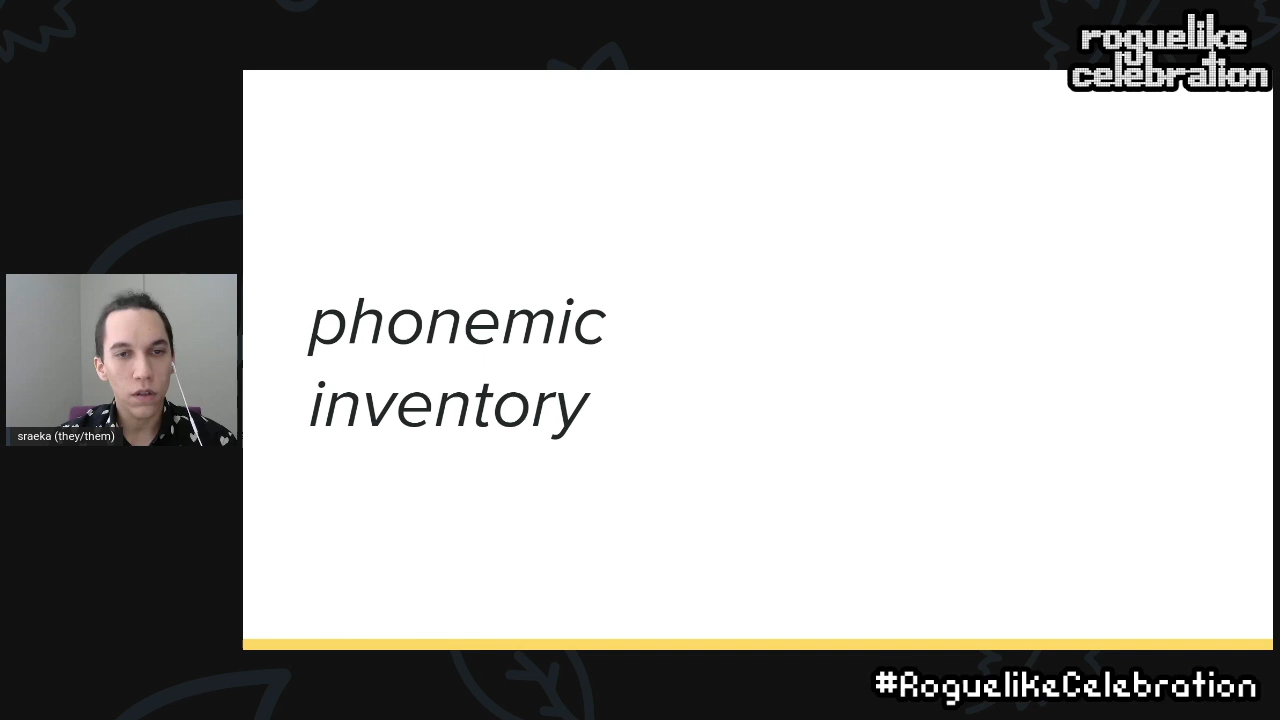 roguelike
celebration
phonemic
inventory
sraeka (they/them)
#RoguelikeCelebration